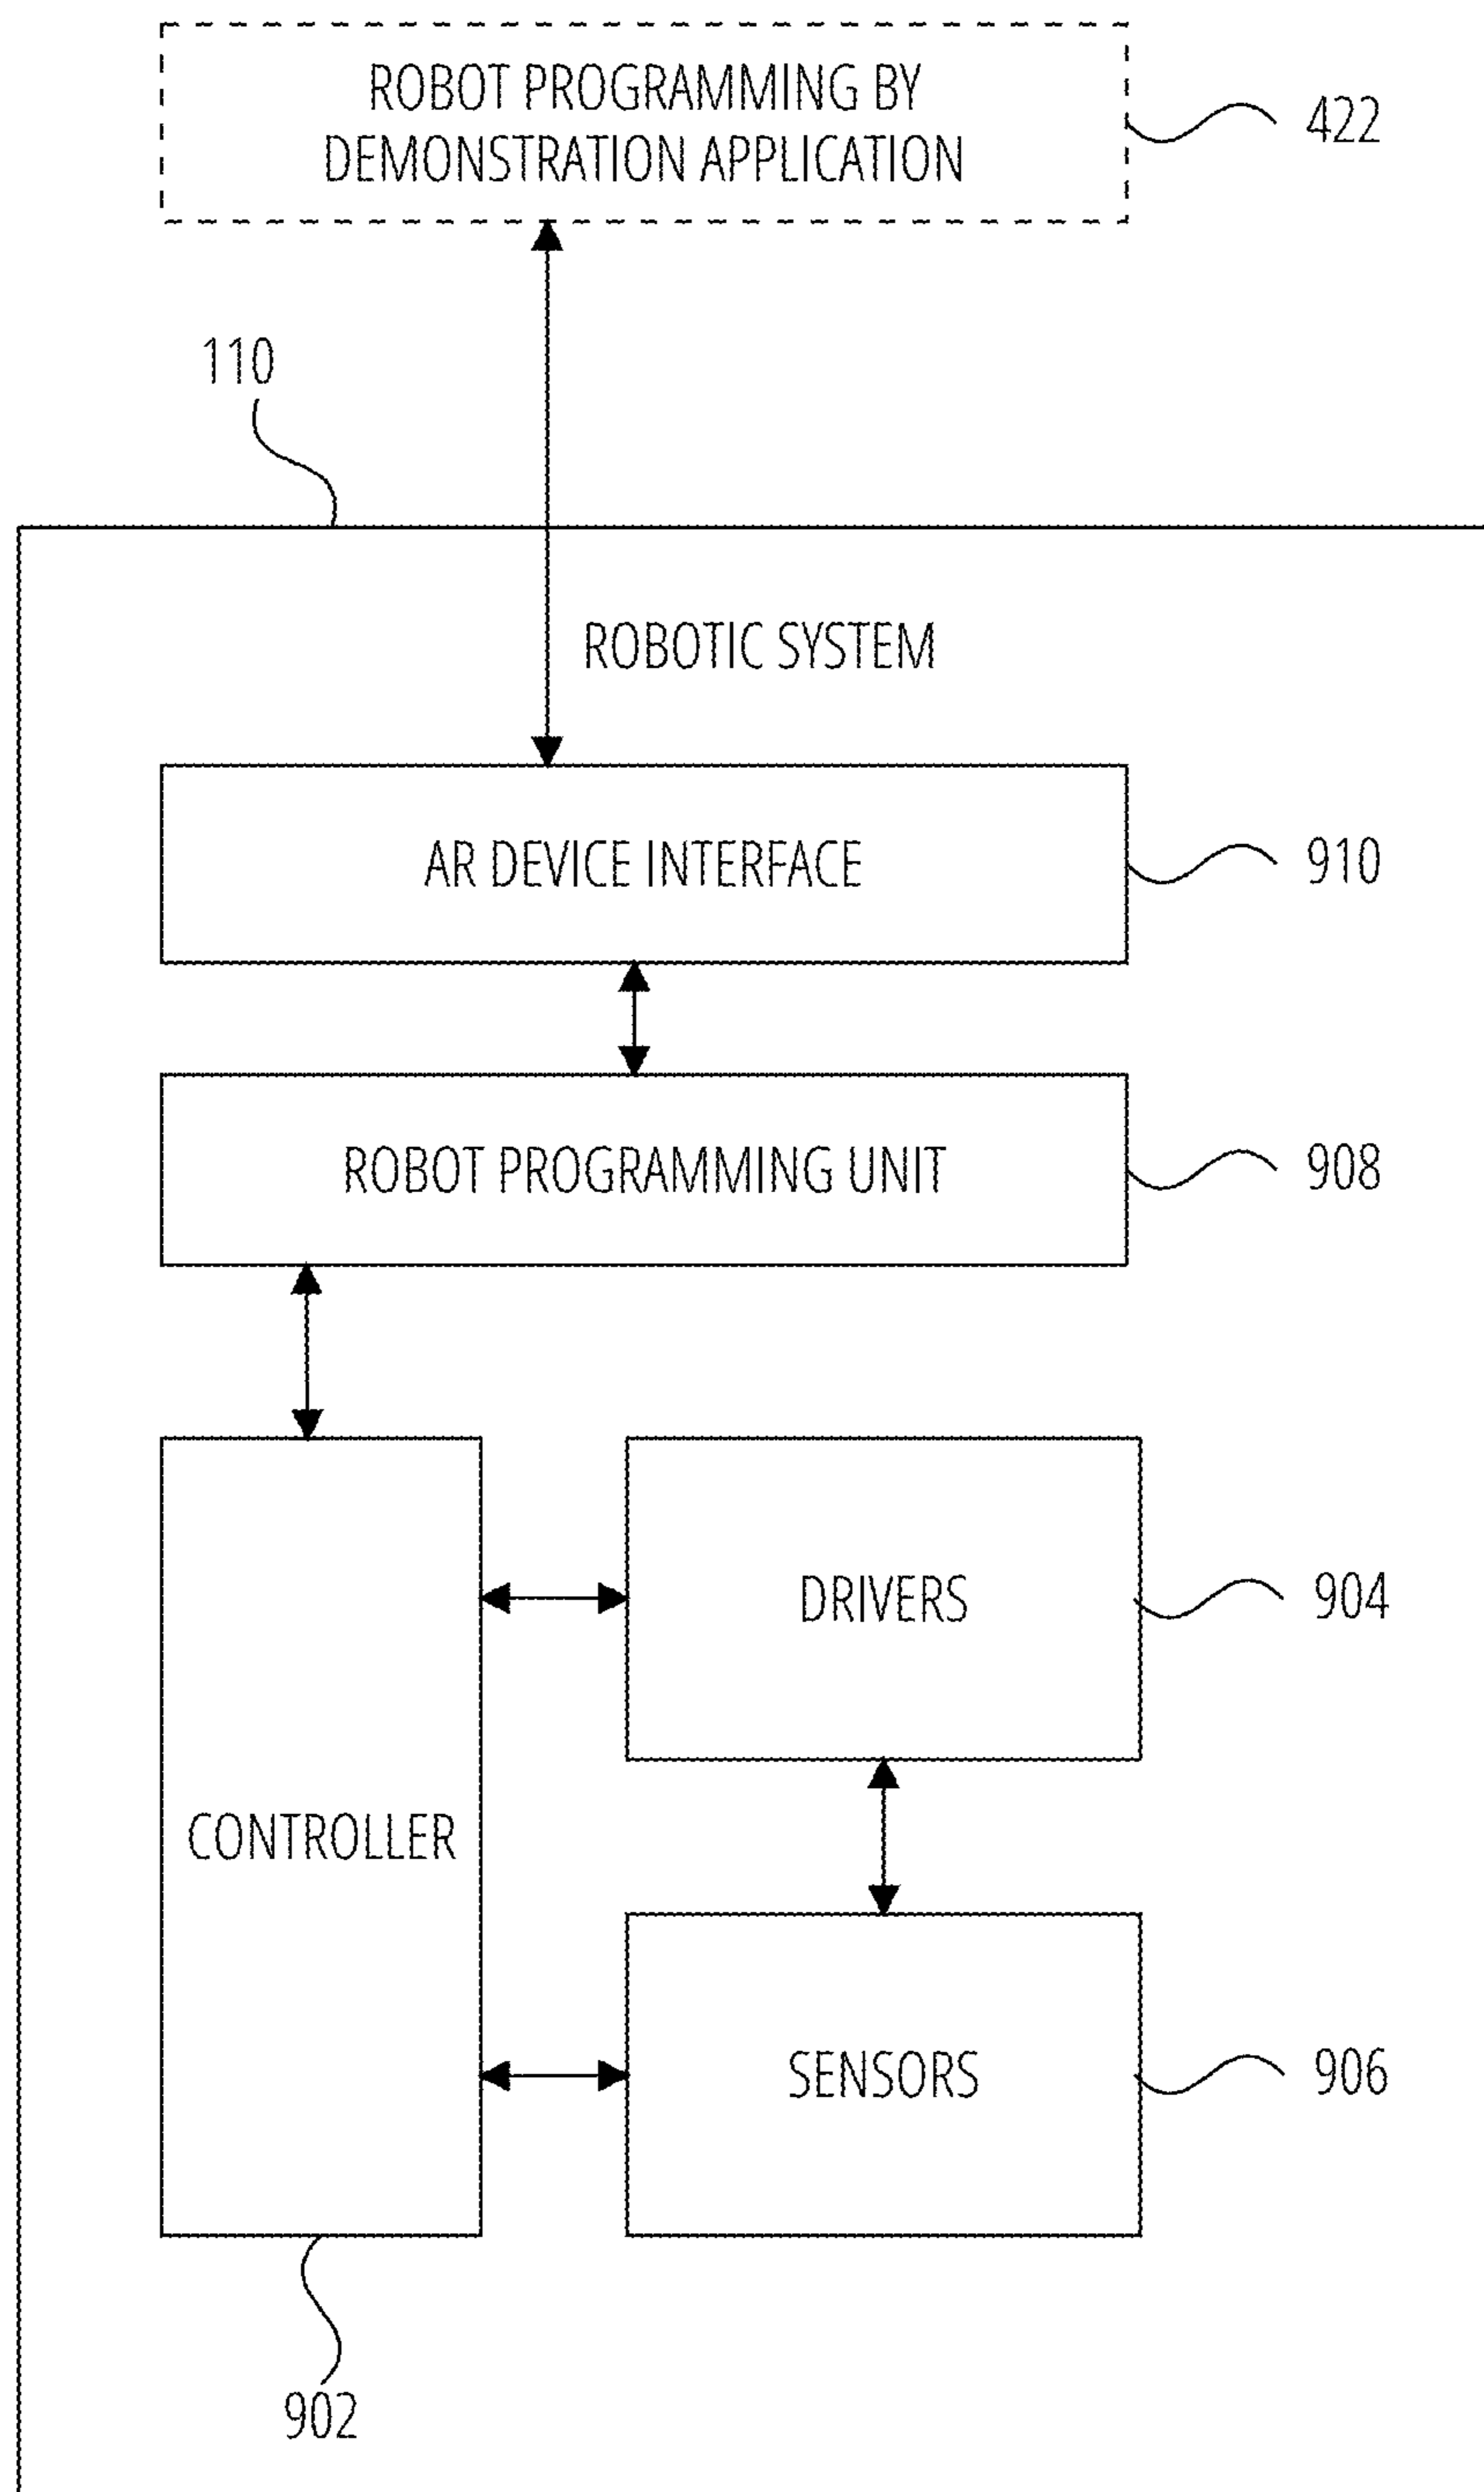 ROBOT PROGRAMMING BY
DEMONSTRATION APPLICATION
422
110
ROBOTIC SYSTEM
AR DEVICE INTERFACE
910
ROBOT PROGRAMMING UNIT
908
DRIVERS
904
CONTROLLER
SENSORS
906
902